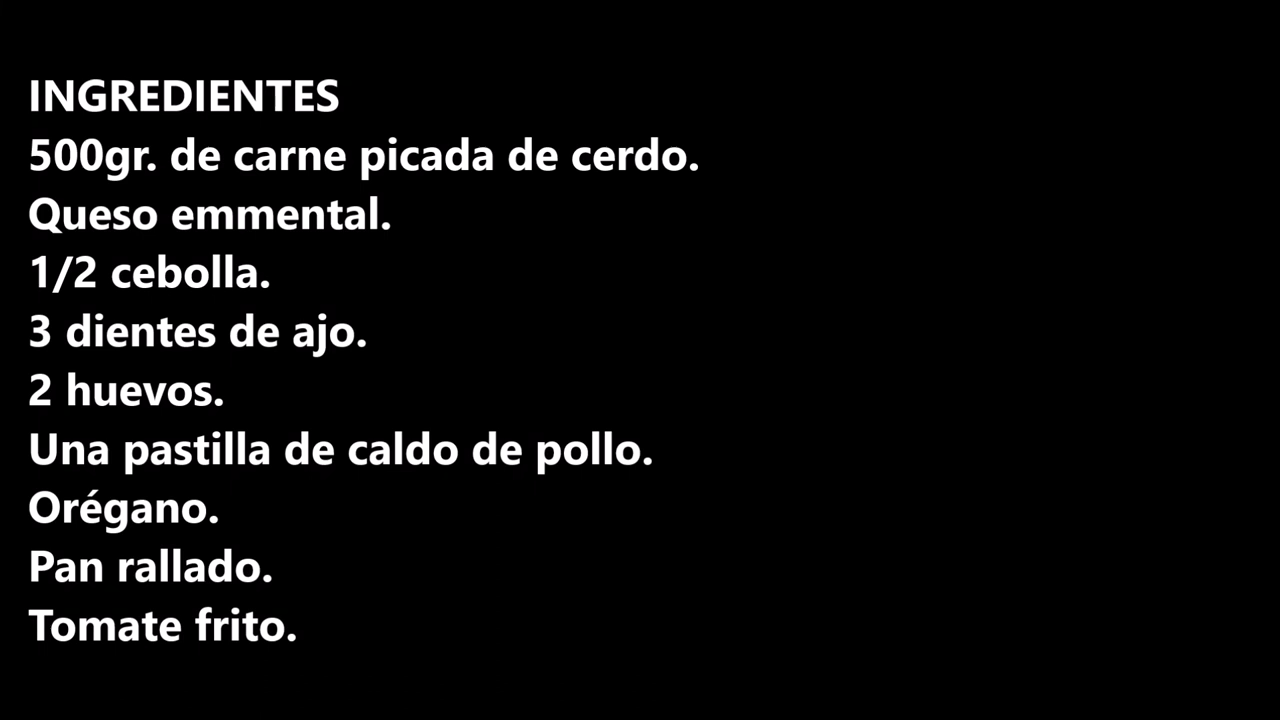 INGREDIENTES
500gr. de carne picada de cerdo.
Queso emmental.
1/2 cebolla.
3 dientes de ajo.
2 huevos.
Una pastilla de caldo de pollo.
Orégano.
Pan rallado.
Tomate frito.